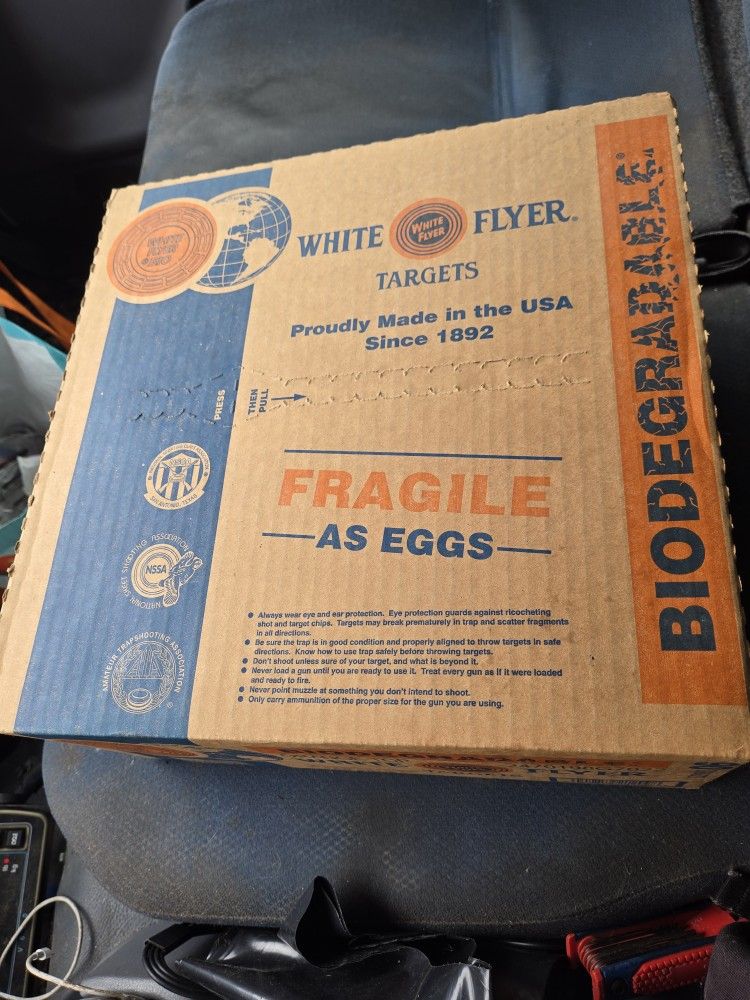 WHITE FLYER®
WHITE
FLYER
TARGETS
Proudly Made in the USA
Since 1892
PRESS
THEN
PULL
FRAGILE
AS EGGS
BIODEGRADABLE®
NSCA
SAN ANTONIO, TEXAS
NATIONAL SKEET SHOOTING ASSOCIATION
NSSA
AMATEUR TRAPSHOOTING ASSOCIATION
®
● Always wear eye and ear protection. Eye protection guards against ricocheting
shot and target chips. Targets may break prematurely in trap and scatter fragments
in all directions.
● Be sure the trap is in good condition and properly aligned to throw targets in safe
directions. Know how to use trap safely before throwing targets.
● Don't shoot unless sure of your target, and what is beyond it.
● Never load a gun until you are ready to use it. Treat every gun as if it were loaded
and ready to fire.
● Never point muzzle at something you don't intend to shoot.
● Only carry ammunition of the proper size for the gun you are using.
WHITE FLYER